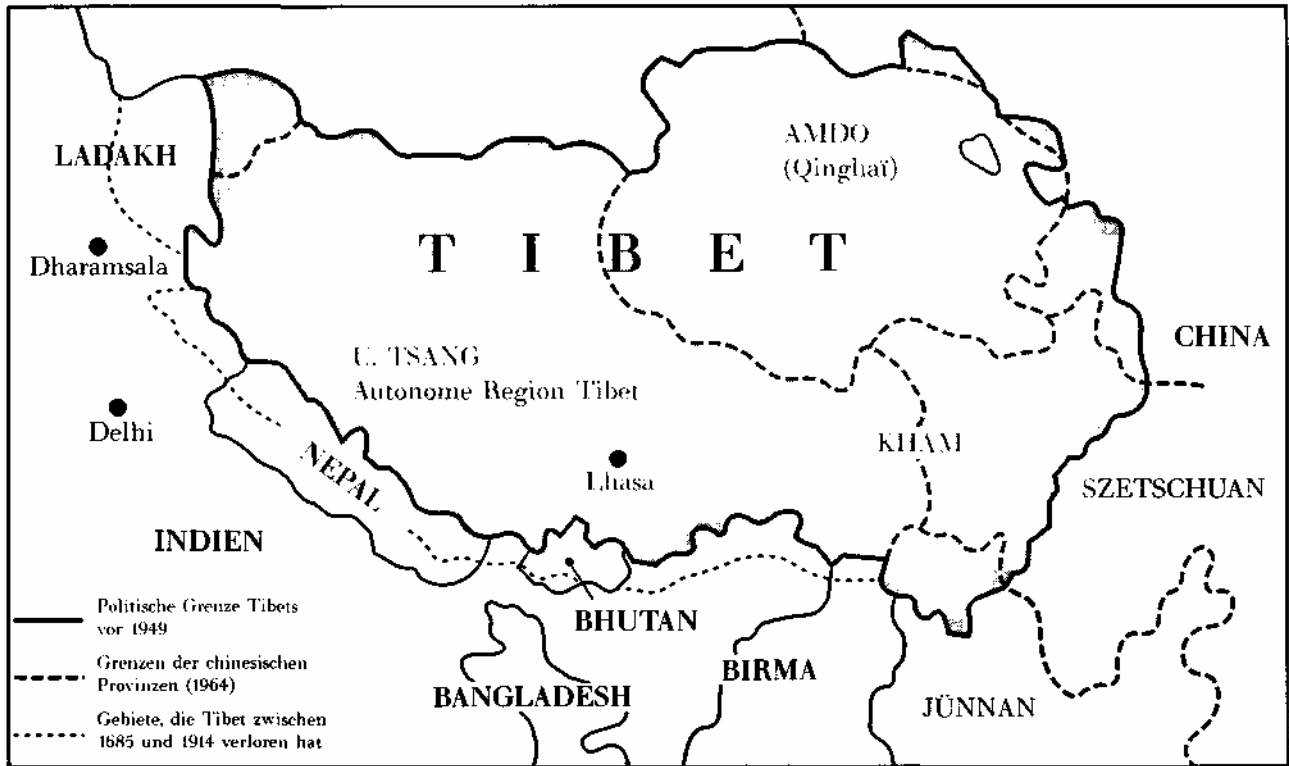 AMDO
(Qinghaï)
LADAKH
T I B E T
Dharamsala
CHINA
U. TSANG
Autonome Region Tibet
Delhi
KHAM
NEPAL
Lhasa
SZETSCHUAN
INDIEN
BHUTAN
BIRMA
BANGLADESH
JÜNNAN
Politische Grenze Tibets
vor 1949
Grenzen der chinesischen
Provinzen (1964)
Gebiete, die Tibet zwischen
1685 und 1914 verloren hat